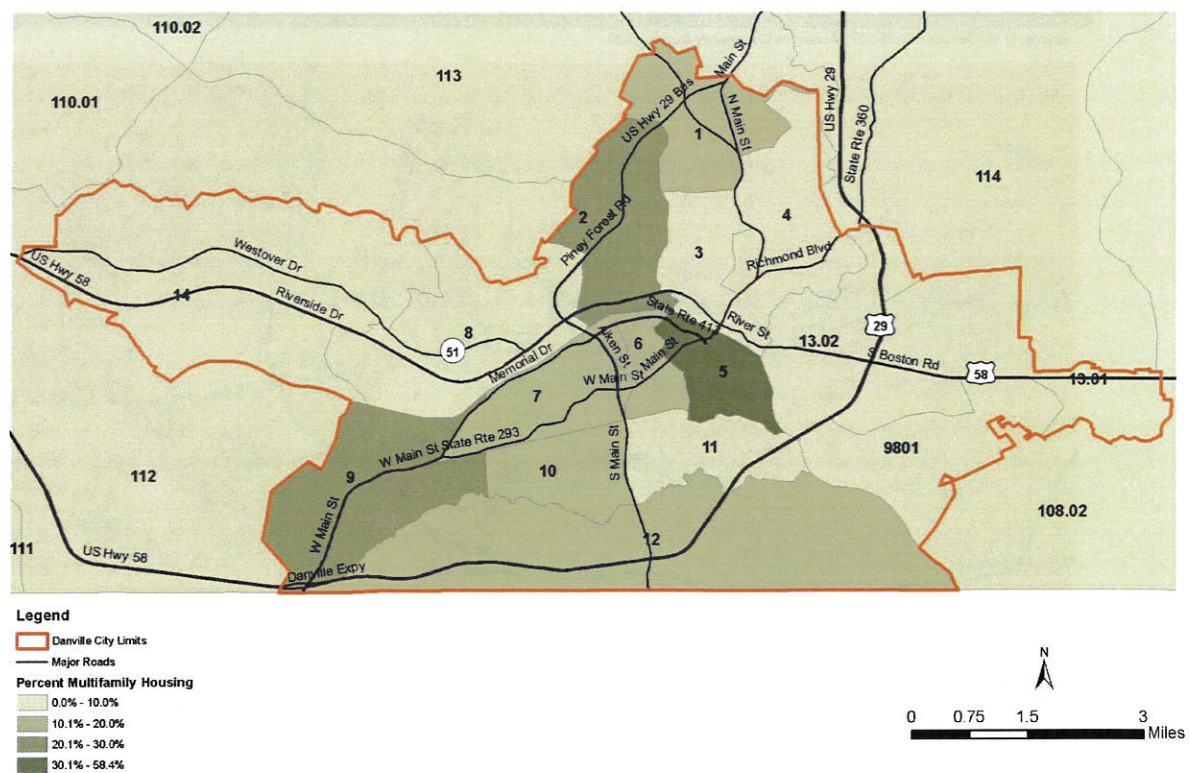 110.02
113
110.01
Main St
US Hwy 29 Bus
N Main St
US Hwy 29
State Rte 360
1
114
2
4
Piney Forest Rd
3
Richmond Blvd
Westover Dr
US Hwy 58
14
Riverside Dr
8
51
State Rte 413
River St
29
13.02
Memorial Dr
Aiken St
6
Main St
S Boston Rd
W Main St
5
58
13.01
7
W Main St State Rte 293
11
9801
112
9
10
S Main St
108.02
W Main St
12
111
US Hwy 58
Danville Expy
Legend
Danville City Limits
Major Roads
Percent Multifamily Housing
0.0% - 10.0%
10.1% - 20.0%
20.1% - 30.0%
30.1% - 58.4%
N
0 0.75 1.5 3
Miles